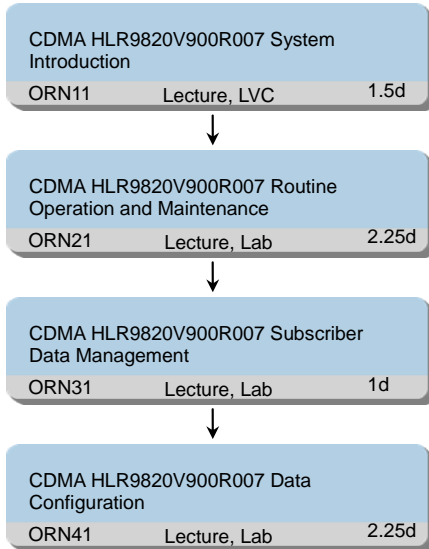 CDMA HLR9820V900R007 System
Introduction
ORN11 Lecture, LVC 1.5d
CDMA HLR9820V900R007 Routine
Operation and Maintenance
ORN21 Lecture, Lab 2.25d
CDMA HLR9820V900R007 Subscriber
Data Management
ORN31 Lecture, Lab 1d
CDMA HLR9820V900R007 Data
Configuration
ORN41 Lecture, Lab 2.25d